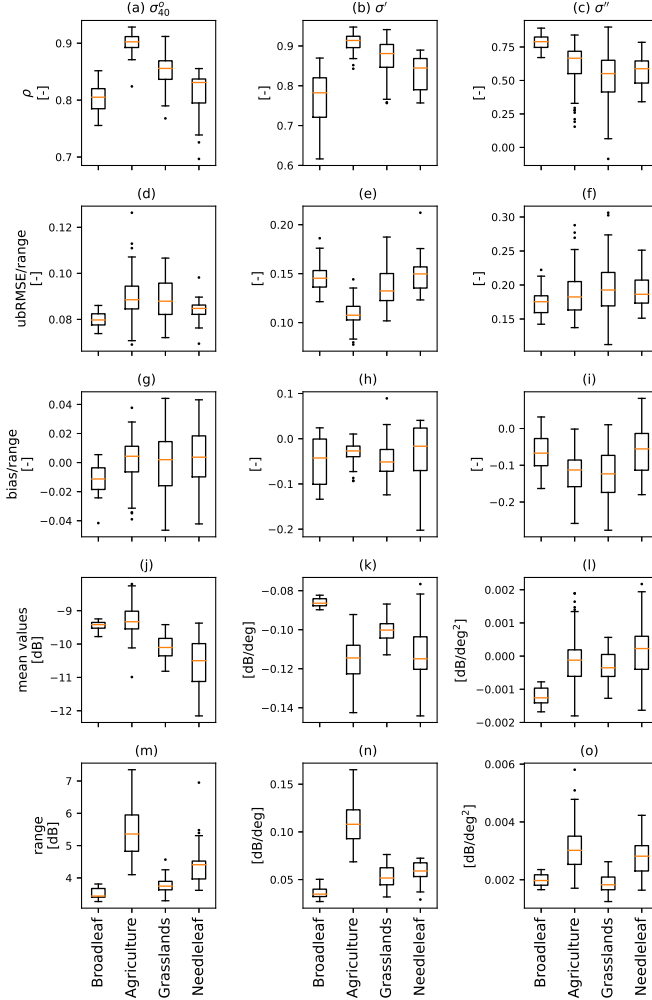 (a) σ°₄₀
(b) σ′
(c) σ″
ρ
[-]
0.9
0.8
0.7
[-]
0.9
0.8
0.7
0.6
[-]
0.75
0.50
0.25
0.00
(d)
(e)
(f)
ubRMSE/range
[-]
0.12
0.10
0.08
[-]
0.20
0.15
0.10
[-]
0.30
0.25
0.20
0.15
(g)
(h)
(i)
bias/range
[-]
0.04
0.02
0.00
−0.02
−0.04
[-]
0.1
−0.0
−0.1
−0.2
[-]
−0.0
−0.1
−0.2
(j)
(k)
(l)
mean values
[dB]
−9
−10
−11
−12
[dB/deg]
−0.08
−0.10
−0.12
−0.14
[dB/deg²]
0.002
0.001
0.000
−0.001
−0.002
(m)
(n)
(o)
range
[dB]
7
6
5
4
[dB/deg]
0.15
0.10
0.05
[dB/deg²]
0.006
0.004
0.002
Broadleaf
Agriculture
Grasslands
Needleleaf
Broadleaf
Agriculture
Grasslands
Needleleaf
Broadleaf
Agriculture
Grasslands
Needleleaf